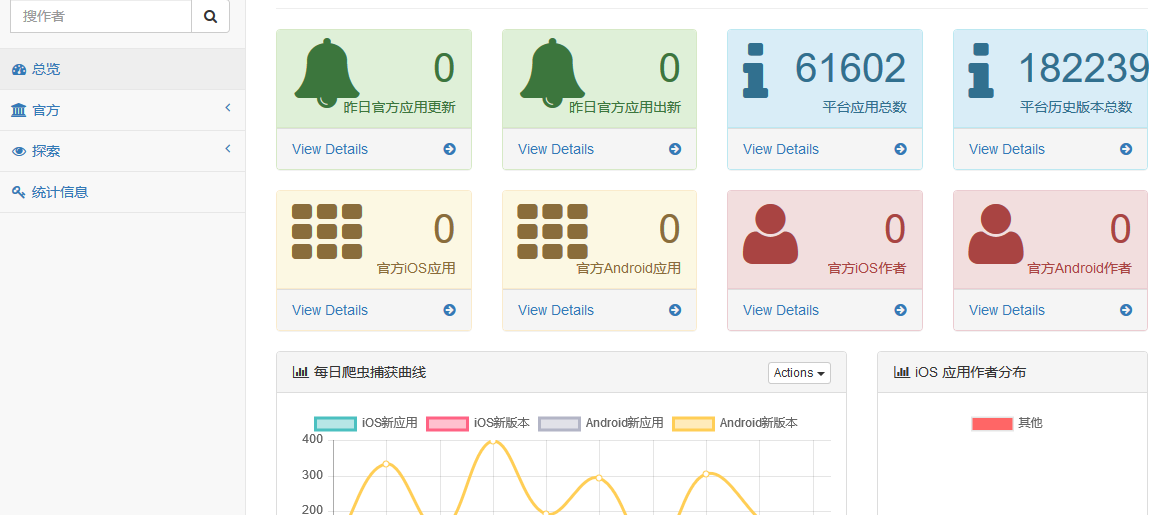 搜作者
总览
官方
探索
统计信息
0
昨日官方应用更新
View Details
0
昨日官方应用出新
View Details
61602
平台应用总数
View Details
182239
平台历史版本总数
View Details
0
官方iOS应用
View Details
0
官方Android应用
View Details
0
官方iOS作者
View Details
0
官方Android作者
View Details
每日爬虫捕获曲线
Actions
iOS新应用
iOS新版本
Android新应用
Android新版本
400
300
200
iOS 应用作者分布
其他